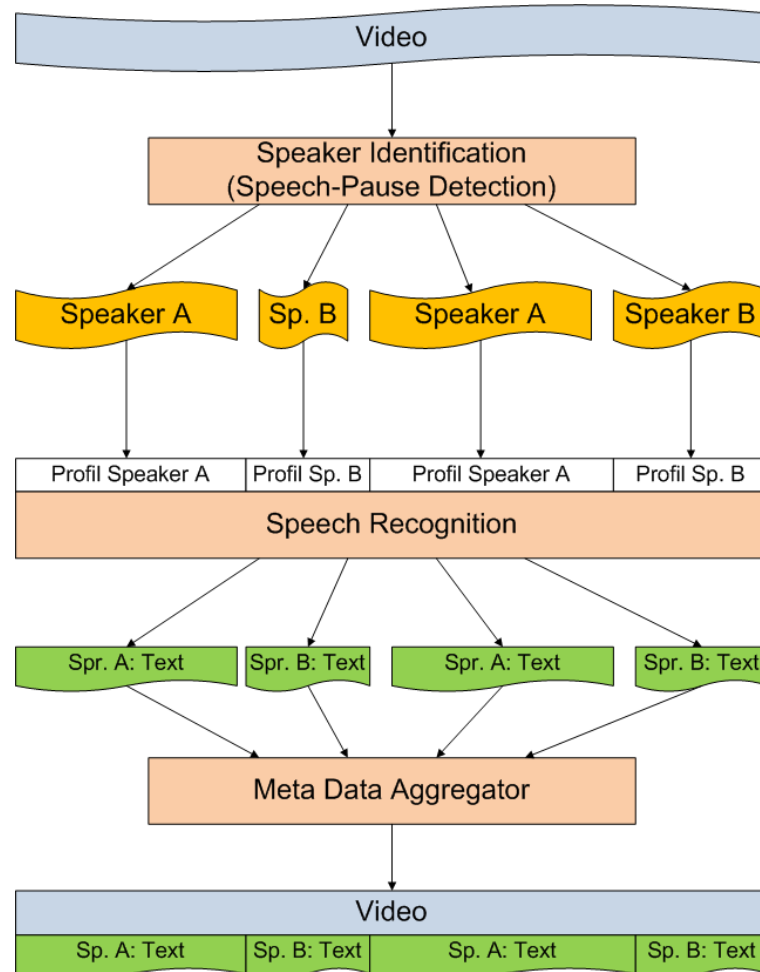 Video
Speaker Identification
(Speech-Pause Detection)
Speaker A
Sp. B
Speaker A
Speaker B
Profil Speaker A
Profil Sp. B
Profil Speaker A
Profil Sp. B
Speech Recognition
Spr. A: Text
Spr. B: Text
Spr. A: Text
Spr. B: Text
Meta Data Aggregator
Video
Sp. A: Text
Sp. B: Text
Sp. A: Text
Sp. B: Text